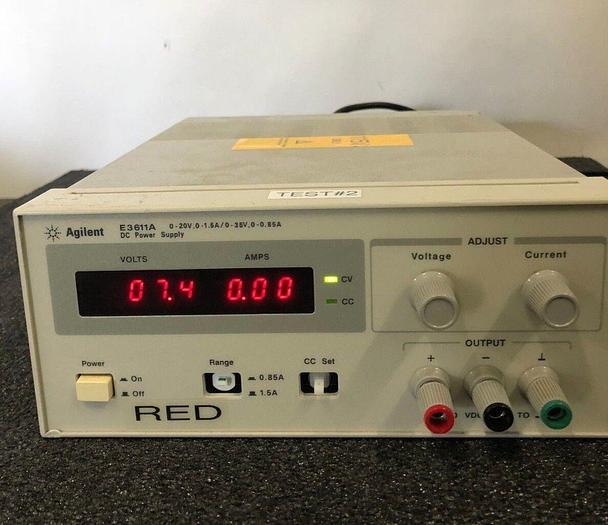 TEST#2
Agilent E3611A 0-20V,0-1.5A/0-35V,0-0.85A
DC Power Supply
ADJUST
VOLTS AMPS
Voltage Current
07.4 0.00
CV
CC
OUTPUT
+ - ⊥
Power Range CC Set
On 0.85A
Off 1.5A
VDC TO
RED